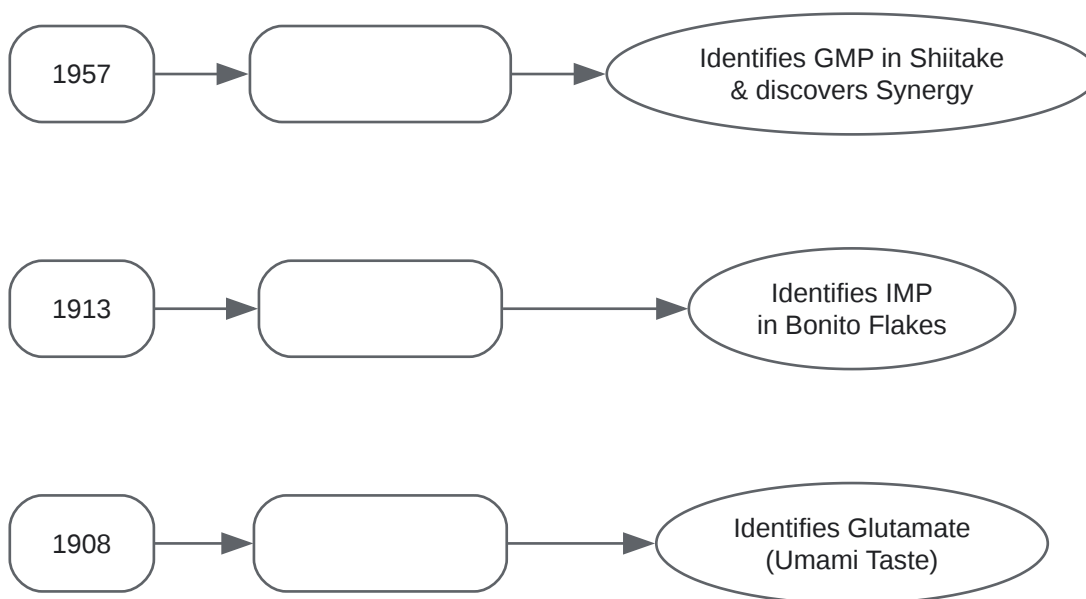 1957
Identifies GMP in Shiitake
& discovers Synergy
1913
Identifies IMP
in Bonito Flakes
1908
Identifies Glutamate
(Umami Taste)